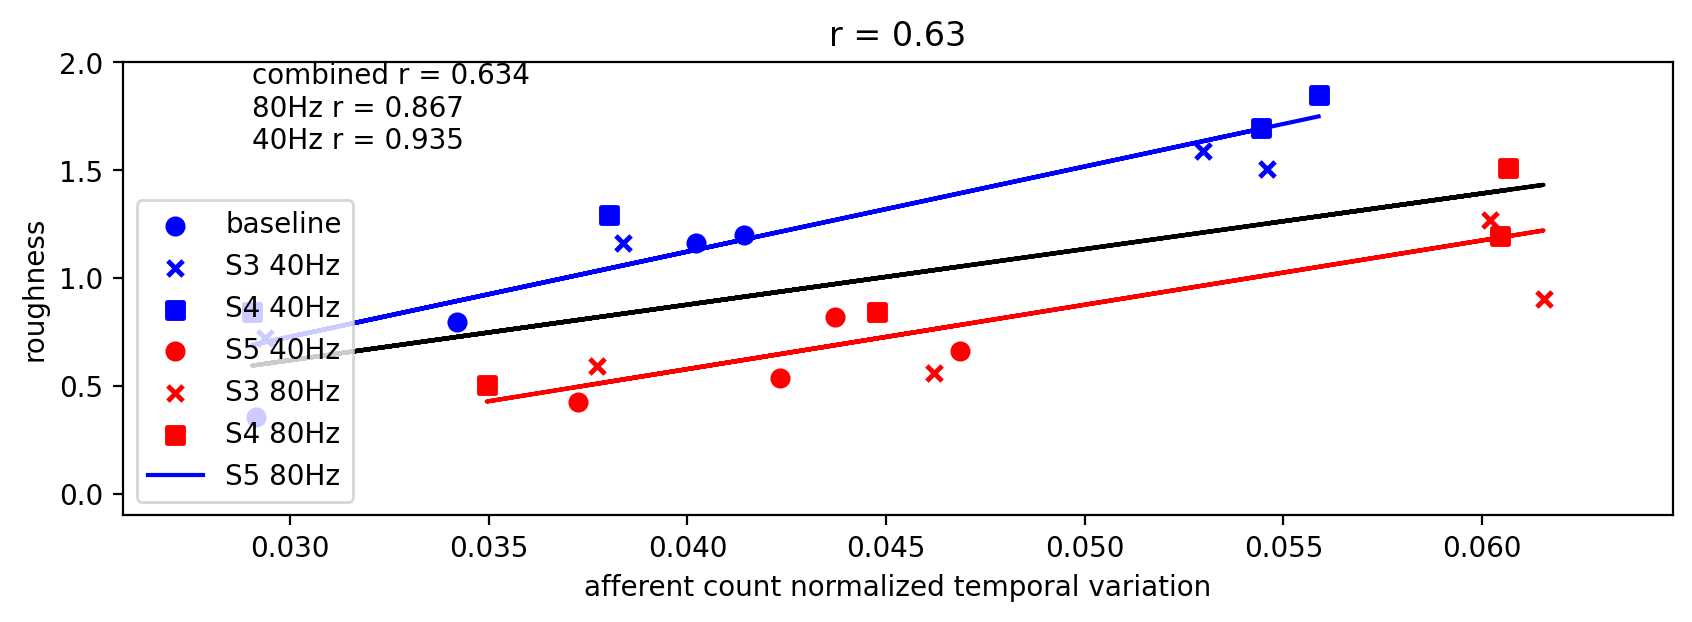 r = 0.63
combined r = 0.634
80Hz r = 0.867
40Hz r = 0.935
2.0
1.5
1.0
0.5
0.0
roughness
baseline
S3 40Hz
S4 40Hz
S5 40Hz
S3 80Hz
S4 80Hz
S5 80Hz
0.030 0.035 0.040 0.045 0.050 0.055 0.060
afferent count normalized temporal variation